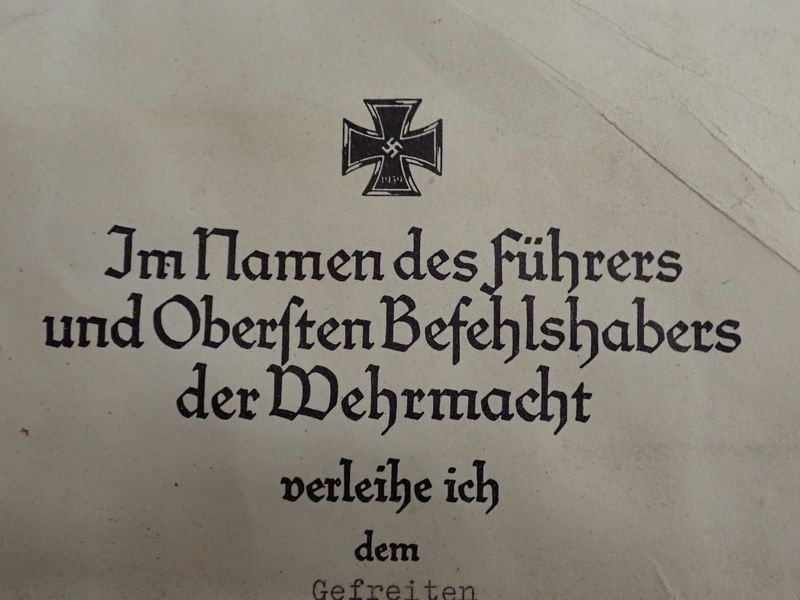 1939
Im Namen des Führers
und Obersten Befehlshabers
der Wehrmacht
verleihe ich
dem
Gefreiten